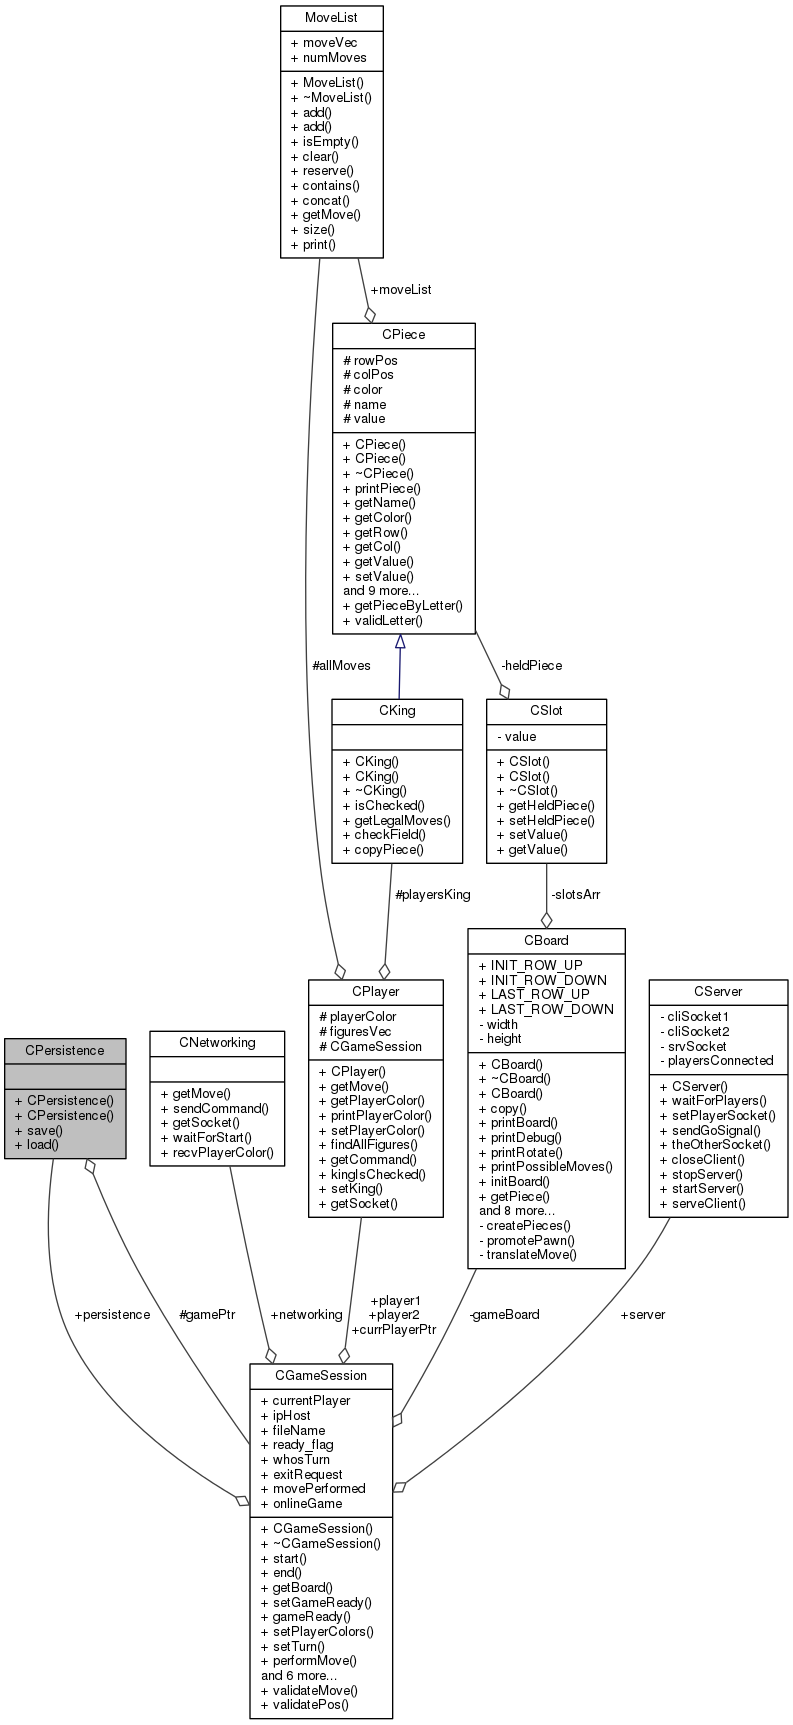 MoveList
+ moveVec
+ numMoves
+ MoveList()
+ ~MoveList()
+ add()
+ add()
+ isEmpty()
+ clear()
+ reserve()
+ contains()
+ concat()
+ getMove()
+ size()
+ print()
+moveList
CPiece
# rowPos
# colPos
# color
# name
# value
+ CPiece()
+ CPiece()
+ ~CPiece()
+ printPiece()
+ getName()
+ getColor()
+ getRow()
+ getCol()
+ getValue()
+ setValue()
and 9 more...
+ getPieceByLetter()
+ validLetter()
#allMoves
-heldPiece
CKing
+ CKing()
+ CKing()
+ ~CKing()
+ isChecked()
+ getLegalMoves()
+ checkField()
+ copyPiece()
CSlot
- value
+ CSlot()
+ CSlot()
+ ~CSlot()
+ getHeldPiece()
+ setHeldPiece()
+ setValue()
+ getValue()
#playersKing
-slotsArr
CPersistence
+ CPersistence()
+ CPersistence()
+ save()
+ load()
CNetworking
+ getMove()
+ sendCommand()
+ getSocket()
+ waitForStart()
+ recvPlayerColor()
CPlayer
# playerColor
# figuresVec
# CGameSession
+ CPlayer()
+ getMove()
+ getPlayerColor()
+ printPlayerColor()
+ setPlayerColor()
+ findAllFigures()
+ getCommand()
+ kingIsChecked()
+ setKing()
+ getSocket()
CBoard
+ INIT_ROW_UP
+ INIT_ROW_DOWN
+ LAST_ROW_UP
+ LAST_ROW_DOWN
- width
- height
+ CBoard()
+ ~CBoard()
+ CBoard()
+ copy()
+ printBoard()
+ printDebug()
+ printRotate()
+ printPossibleMoves()
+ initBoard()
+ getPiece()
and 8 more...
- createPieces()
- promotePawn()
- translateMove()
CServer
- cliSocket1
- cliSocket2
- srvSocket
- playersConnected
+ CServer()
+ waitForPlayers()
+ setPlayerSocket()
+ sendGoSignal()
+ theOtherSocket()
+ closeClient()
+ stopServer()
+ startServer()
+ serveClient()
+persistence
#gamePtr
+networking
+player1
+player2
+currPlayerPtr
-gameBoard
+server
CGameSession
+ currentPlayer
+ ipHost
+ fileName
+ ready_flag
+ whosTurn
+ exitRequest
+ movePerformed
+ onlineGame
+ CGameSession()
+ ~CGameSession()
+ start()
+ end()
+ getBoard()
+ setGameReady()
+ gameReady()
+ setPlayerColors()
+ setTurn()
+ performMove()
and 6 more...
+ validateMove()
+ validatePos()